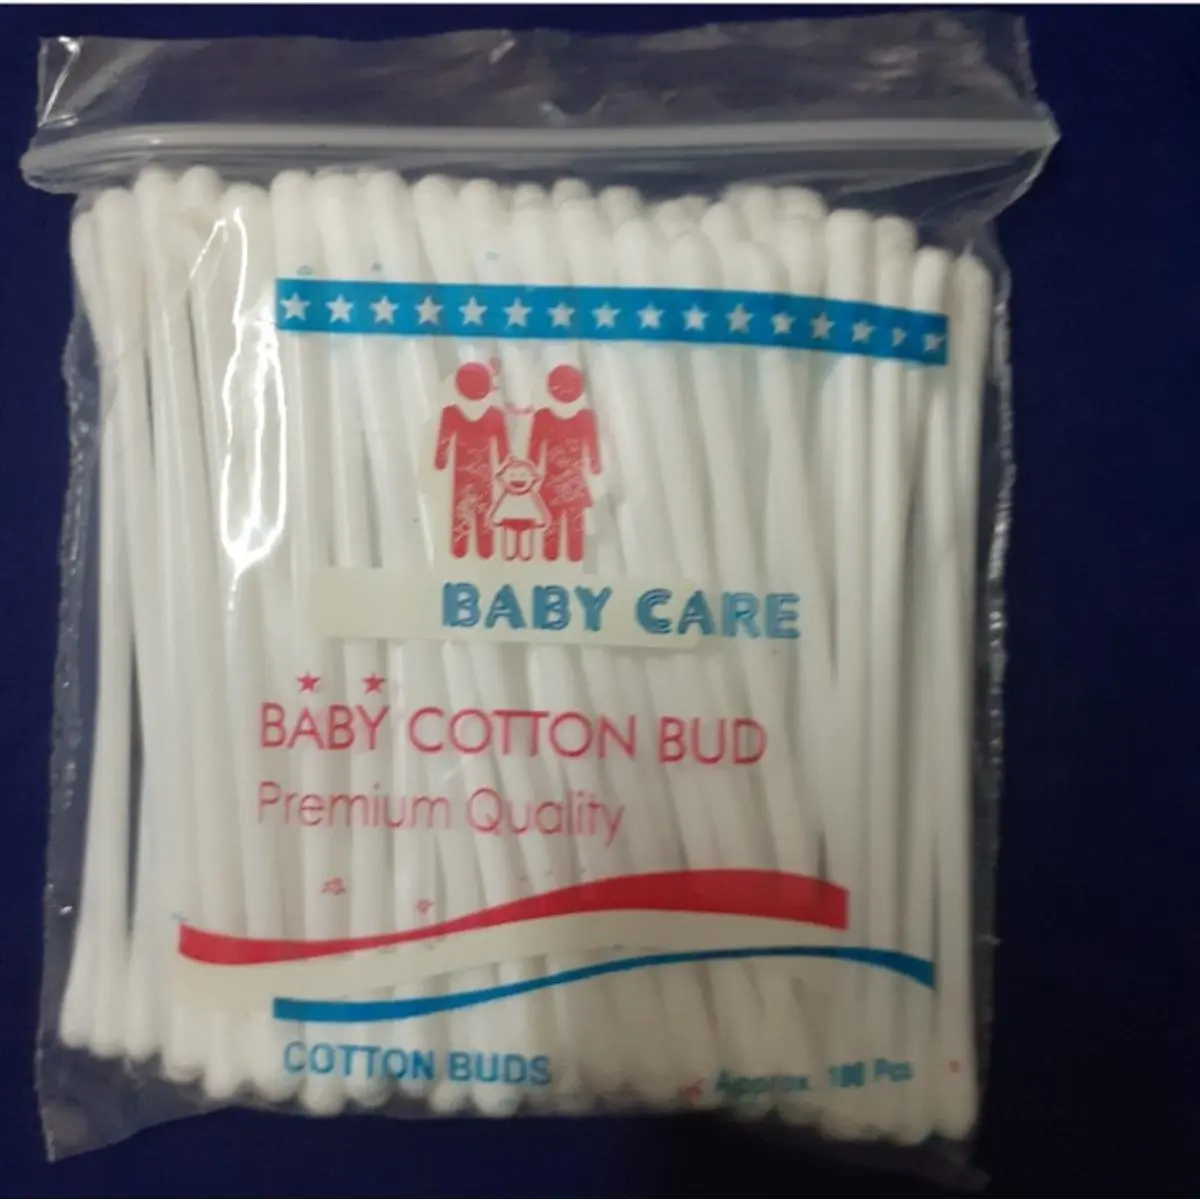 BABY CARE
BABY COTTON BUD
Premium Quality
COTTON BUDS
Approx. 100 Pcs